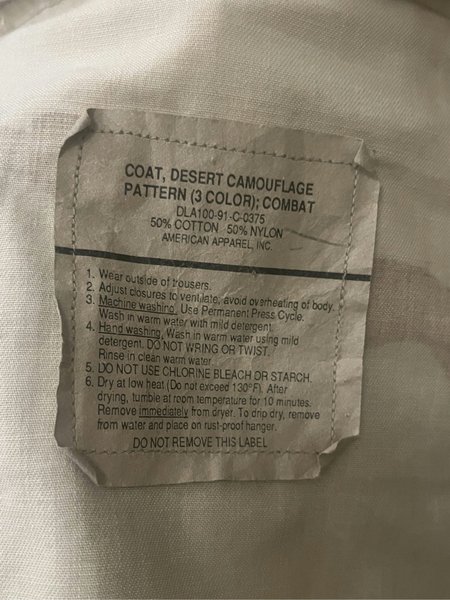 COAT, DESERT CAMOUFLAGE
PATTERN (3 COLOR); COMBAT
DLA100-91-C-0375
50% COTTON 50% NYLON
AMERICAN APPAREL, INC.
1. Wear outside of trousers.
2. Adjust closures to ventilate, avoid overheating of body.
3. Machine washing. Use Permanent Press Cycle.
Wash in warm water with mild detergent.
4. Hand washing. Wash in warm water using mild
detergent. DO NOT WRING OR TWIST.
Rinse in clean warm water.
5. DO NOT USE CHLORINE BLEACH OR STARCH.
6. Dry at low heat (Do not exceed 130°F). After
drying, tumble at room temperature for 10 minutes.
Remove immediately from dryer. To drip dry, remove
from water and place on rust-proof hanger.
DO NOT REMOVE THIS LABEL